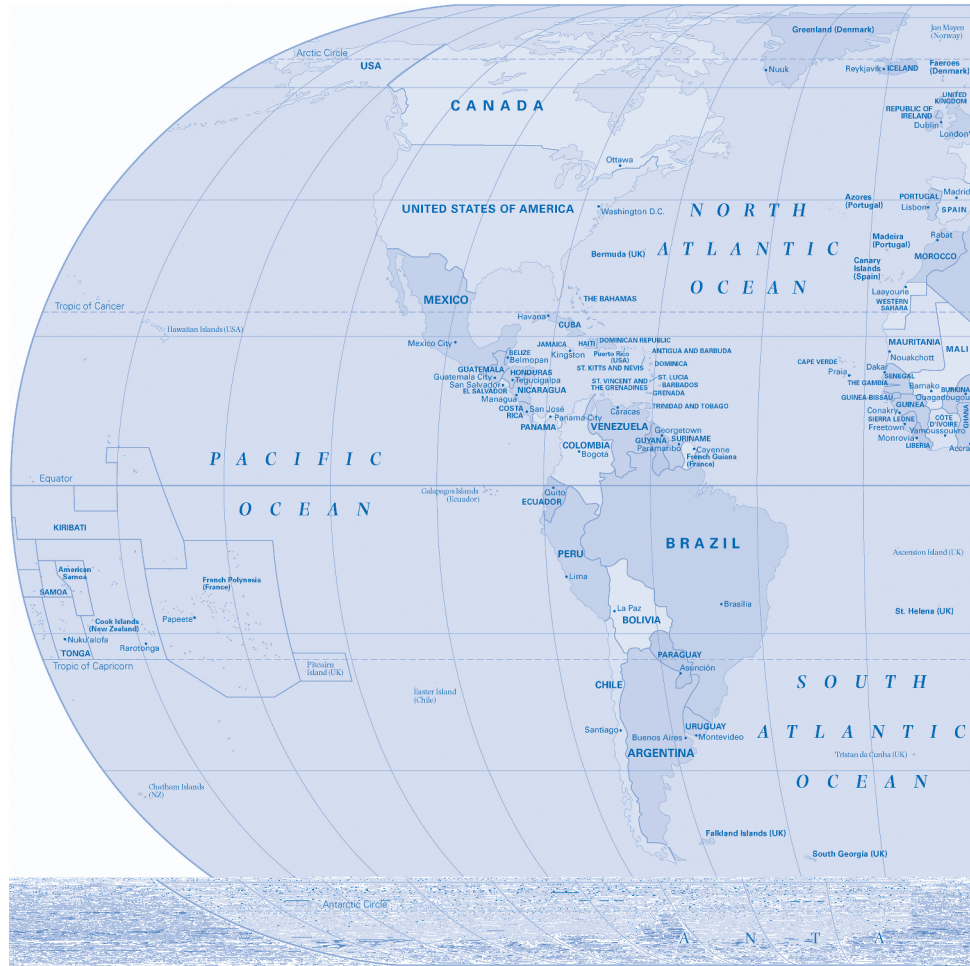 Greenland (Denmark)
Jan Mayen
(Norway)
Arctic Circle
USA
Nuuk
Reykjavik
ICELAND
Faeroes
(Denmark)
CANADA
UNITED
KINGDOM
REPUBLIC OF
IRELAND
Dublin
London
Ottawa
Azores
(Portugal)
PORTUGAL
Lisbon
Madrid
SPAIN
UNITED STATES OF AMERICA
Washington D.C.
NORTH
ATLANTIC
OCEAN
Bermuda (UK)
Madeira
(Portugal)
Rabat
MOROCCO
Canary
Islands
(Spain)
Laayoune
WESTERN
SAHARA
MEXICO
THE BAHAMAS
Tropic of Cancer
Havana
CUBA
Hawaiian Islands (USA)
Mexico City
JAMAICA
Kingston
HAITI
DOMINICAN REPUBLIC
Puerto Rico
(USA)
ANTIGUA AND BARBUDA
ST. KITTS AND NEVIS
DOMINICA
ST. LUCIA
ST. VINCENT AND
THE GRENADINES
BARBADOS
GRENADA
TRINIDAD AND TOBAGO
BELIZE
Belmopan
GUATEMALA
Guatemala City
HONDURAS
Tegucigalpa
San Salvador
EL SALVADOR
NICARAGUA
Managua
COSTA
RICA
San José
Panama City
PANAMA
Caracas
VENEZUELA
Georgetown
GUYANA
SURINAME
Paramaribo
Cayenne
French Guiana
(France)
COLOMBIA
Bogotá
MAURITANIA
Nouakchott
MALI
CAPE VERDE
Praia
Dakar
SENEGAL
THE GAMBIA
Bamako
BURKINA
Ouagadougou
GUINEA-BISSAU
GUINEA
Conakry
SIERRA LEONE
Freetown
CÔTE
D'IVOIRE
GHANA
Yamoussoukro
Monrovia
LIBERIA
Accra
PACIFIC
OCEAN
Equator
Galapagos Islands
(Ecuador)
Quito
ECUADOR
KIRIBATI
BRAZIL
PERU
Lima
Ascension Island (UK)
American
Samoa
SAMOA
French Polynesia
(France)
La Paz
BOLIVIA
Brasília
St. Helena (UK)
Cook Islands
(New Zealand)
Papeete
Nuku'alofa
TONGA
Rarotonga
Tropic of Capricorn
Pitcairn
Island (UK)
PARAGUAY
Asunción
CHILE
Easter Island
(Chile)
SOUTH
ATLANTIC
OCEAN
Santiago
URUGUAY
Buenos Aires
Montevideo
ARGENTINA
Tristan da Cunha (UK)
Chatham Islands
(NZ)
Falkland Islands (UK)
South Georgia (UK)
Antarctic Circle
ANTA